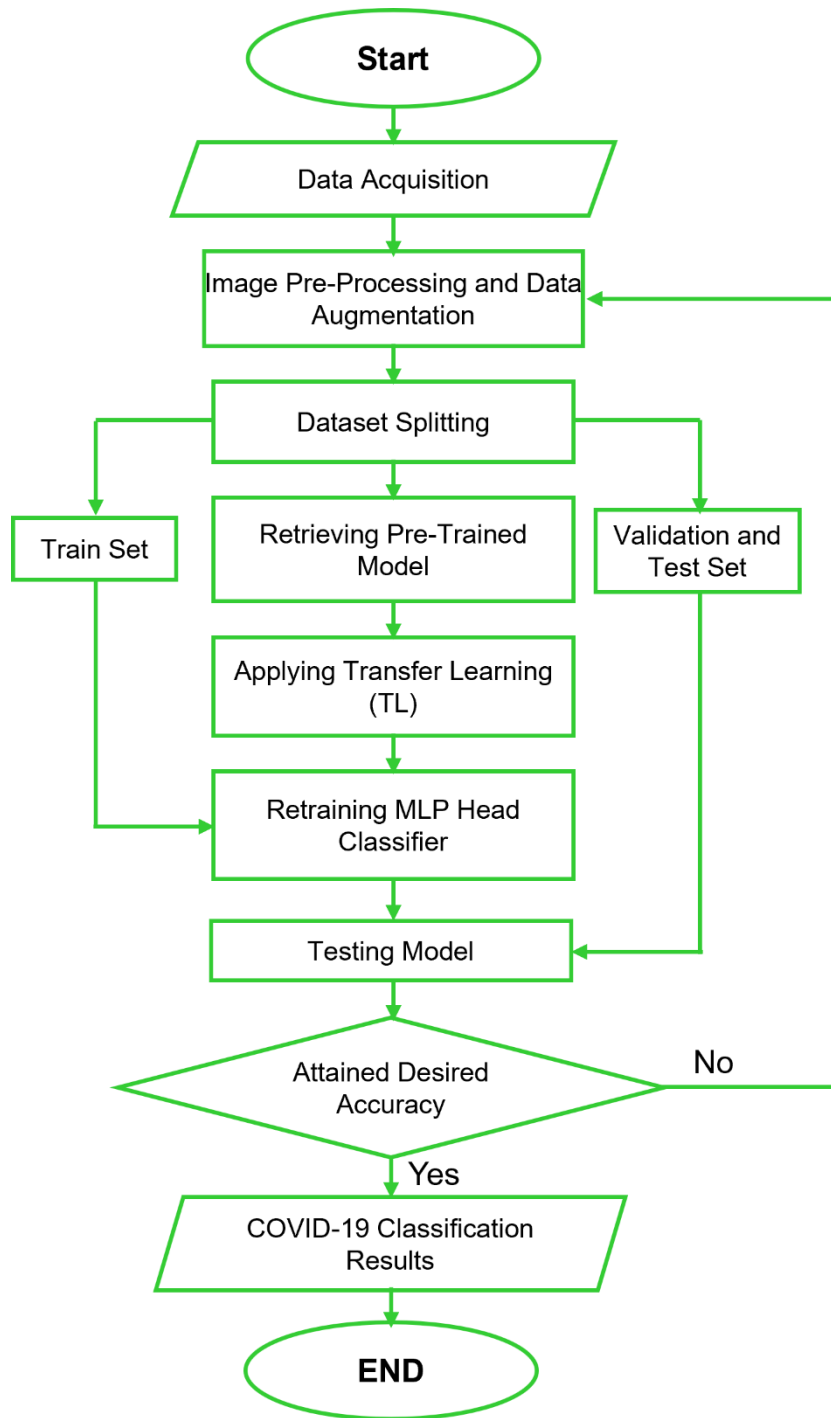 Start
Data Acquisition
Image Pre-Processing and Data
Augmentation
Dataset Splitting
Train Set
Retrieving Pre-Trained
Model
Validation and
Test Set
Applying Transfer Learning
(TL)
Retraining MLP Head
Classifier
Testing Model
Attained Desired
Accuracy
No
Yes
COVID-19 Classification
Results
END